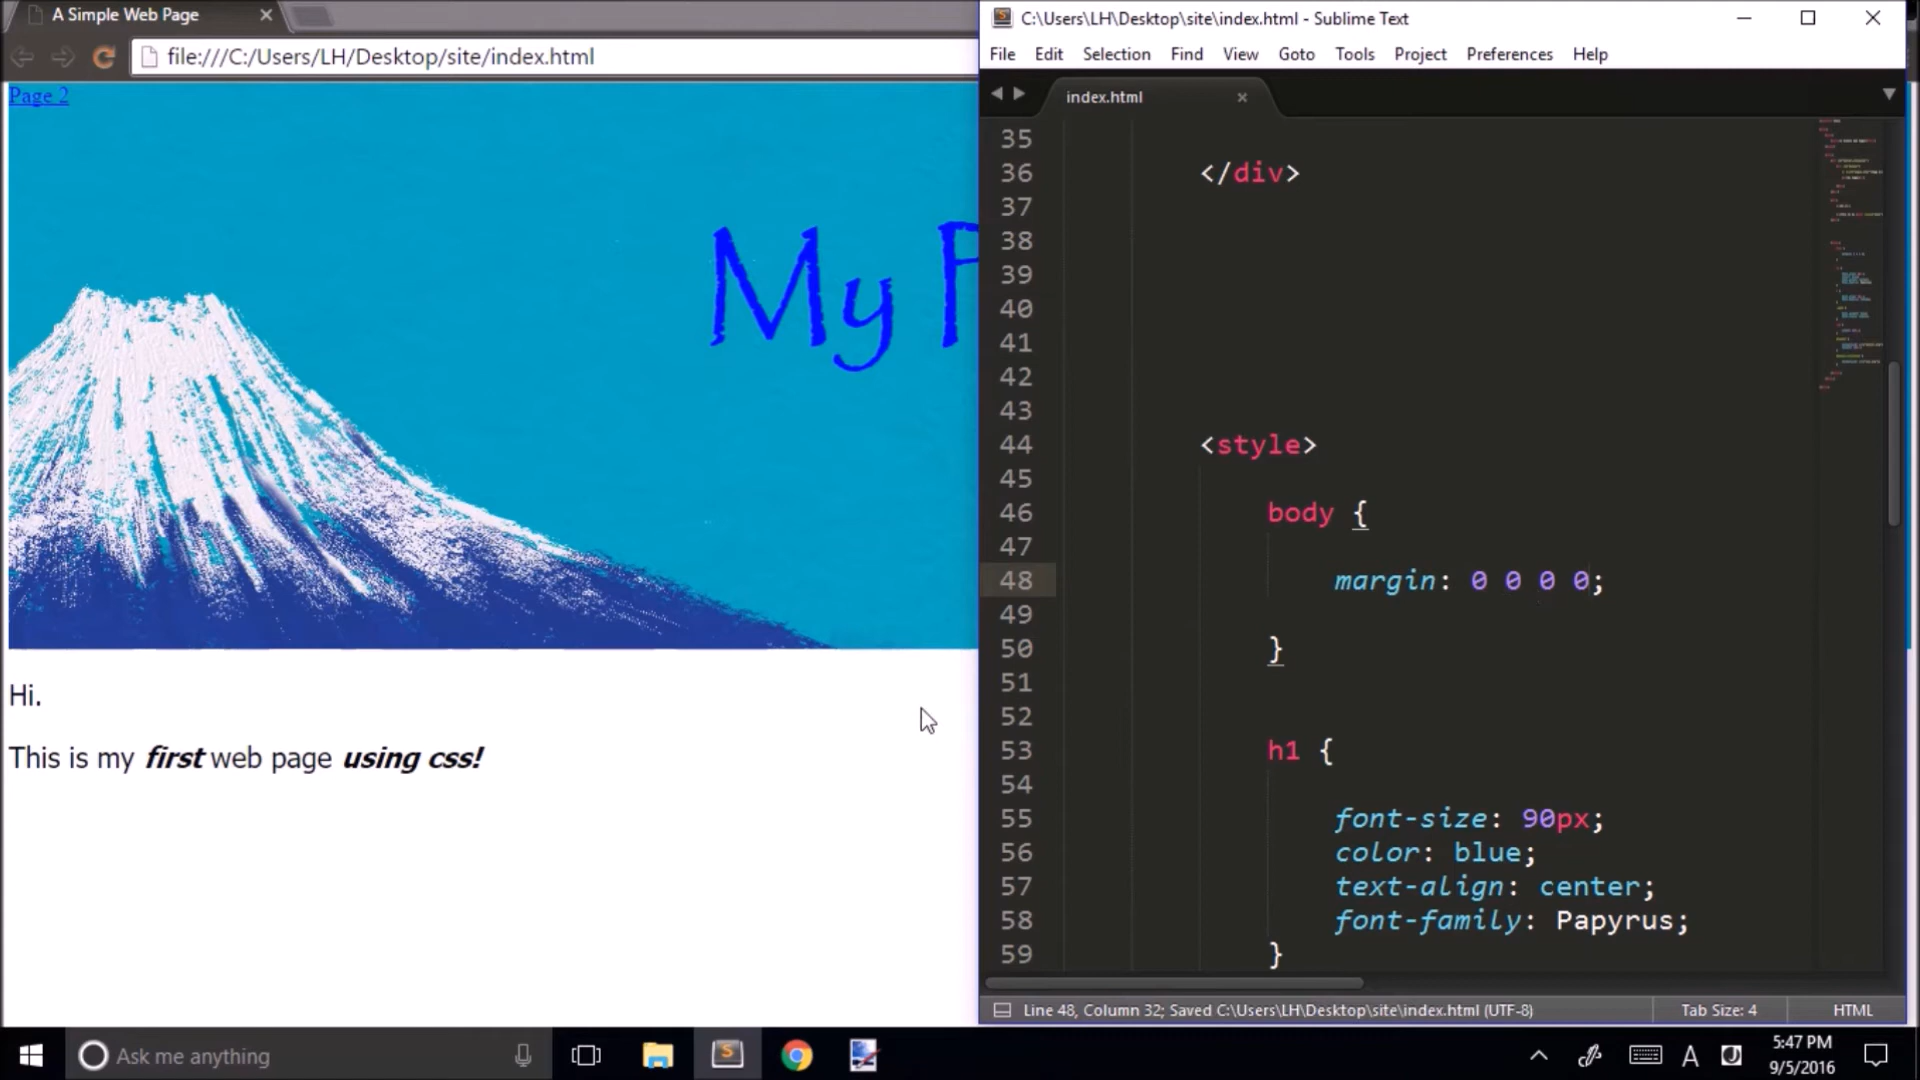 A Simple Web Page
file:///C:/Users/LH/Desktop/site/index.html
Page 2
My
Hi.
This is my first web page using css!
C:\Users\LH\Desktop\site\index.html - Sublime Text
File Edit Selection Find View Goto Tools Project Preferences Help
index.html
35
36 </div>
37
38
39
40
41
42
43
44 <style>
45
46 body {
47
48 margin: 0 0 0 0;
49
50 }
51
52
53 h1 {
54
55 font-size: 90px;
56 color: blue;
57 text-align: center;
58 font-family: Papyrus;
59 }
Line 48, Column 32; Saved C:\Users\LH\Desktop\site\index.html (UTF-8) Tab Size: 4 HTML
Ask me anything
A
5:47 PM
9/5/2016